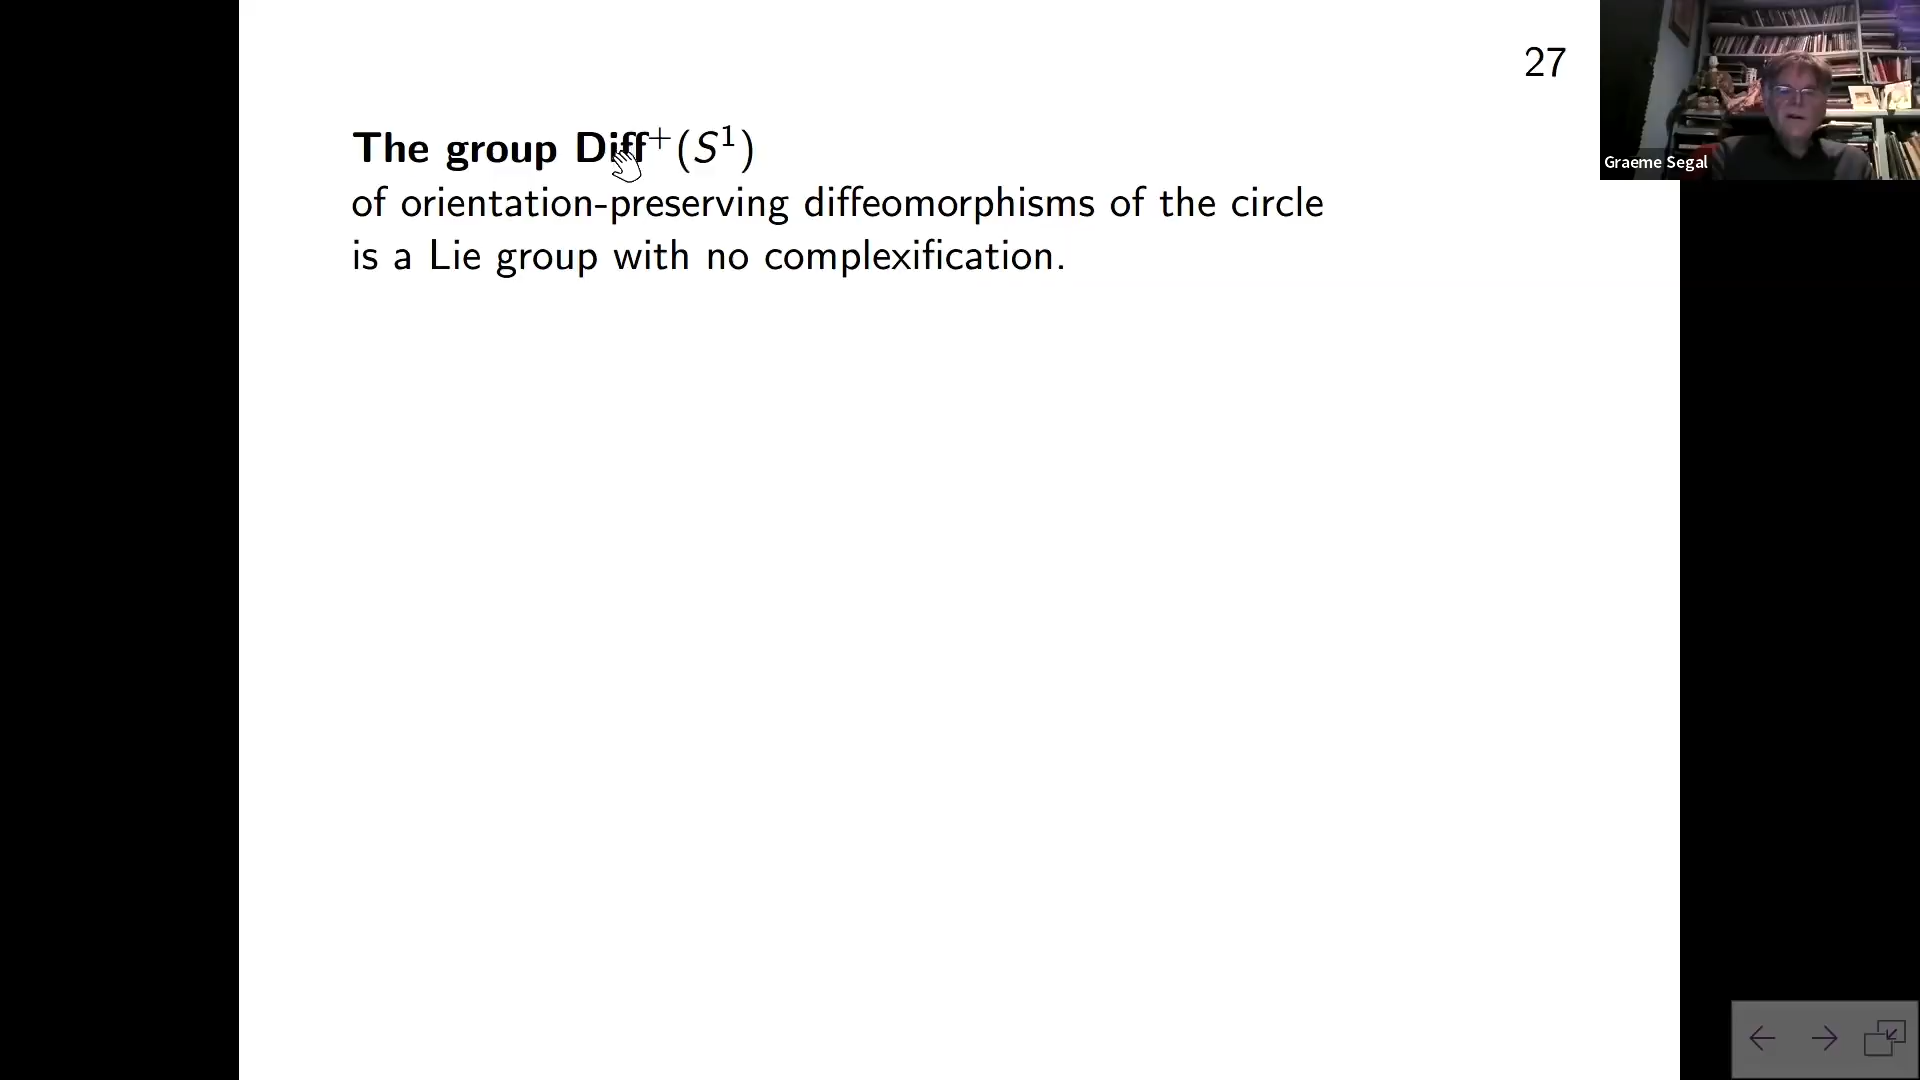 27
The group Diff⁺(S¹)
of orientation-preserving diffeomorphisms of the circle
is a Lie group with no complexification.
Graeme Segal